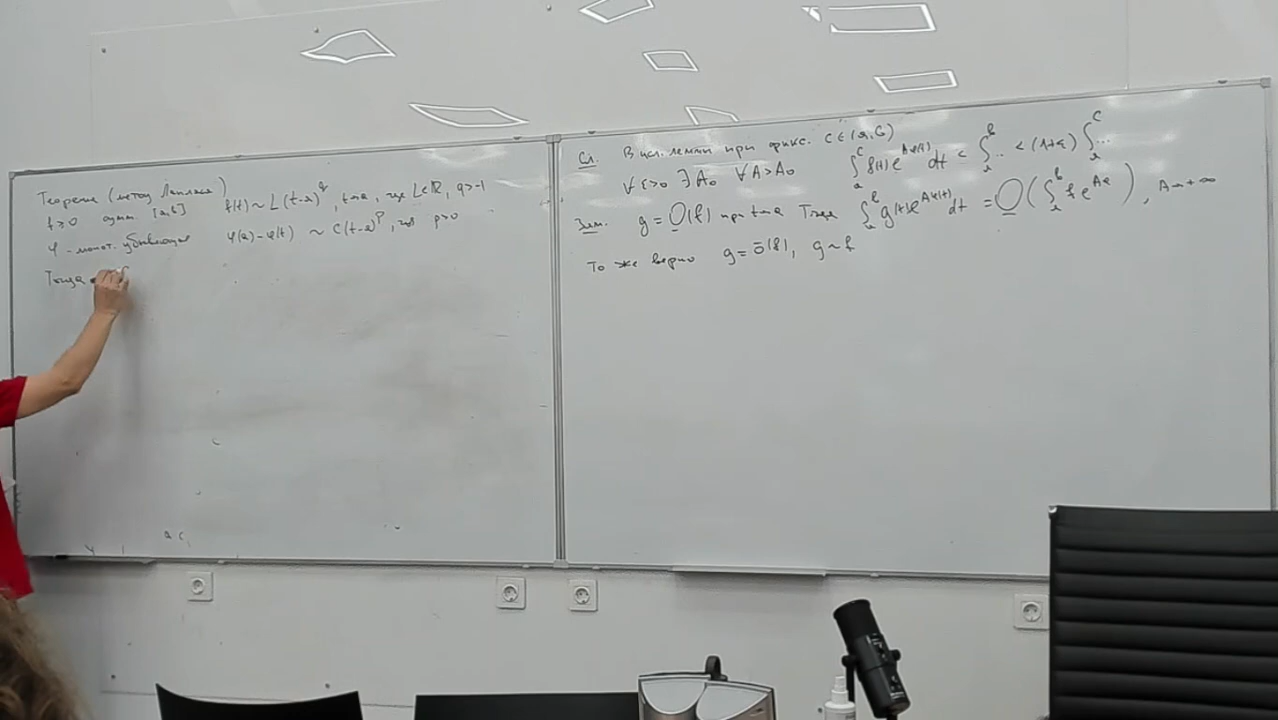 Теорема (метод Лапласа)
f>0 [a,b] f(t) ~ L(t-a)^q, t→a, где L∈ℝ, q>-1
φ - монот. убывающая φ(a)-φ(t) ~ C(t-a)^p, где p>0
Тогда
Сл. В усл. леммы при фикс. c∈(a,b)
∀ε>0 ∃A₀ ∀A>A₀ ∫_a^c f(t)e^{Aφ(t)} dt < ∫_a^b .. < (1+ε) ∫_a^c ...
Зам. g = O(f) при t→a Тогда ∫_a^b g(t)e^{Aφ(t)} dt = O(∫_a^b f e^{Aφ}), A→+∞
То же верно g = ō(f), g~f